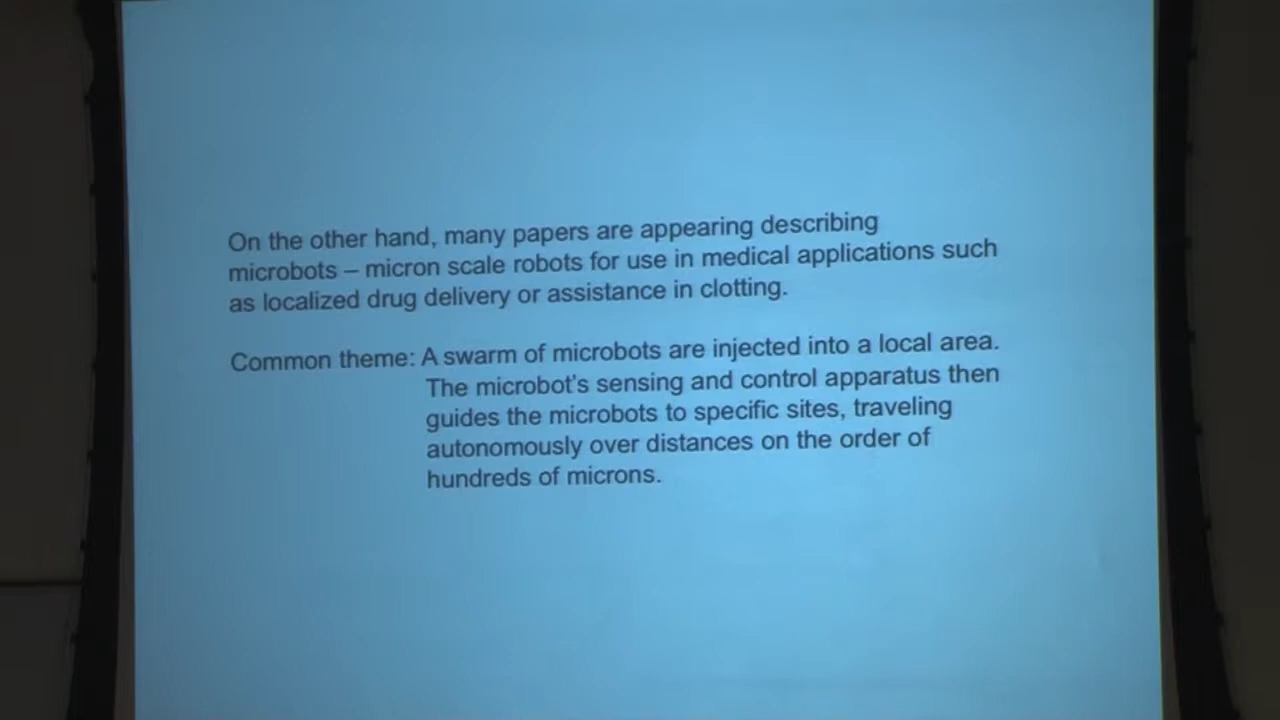 On the other hand, many papers are appearing describing
microbots – micron scale robots for use in medical applications such
as localized drug delivery or assistance in clotting.
Common theme: A swarm of microbots are injected into a local area.
The microbot's sensing and control apparatus then
guides the microbots to specific sites, traveling
autonomously over distances on the order of
hundreds of microns.